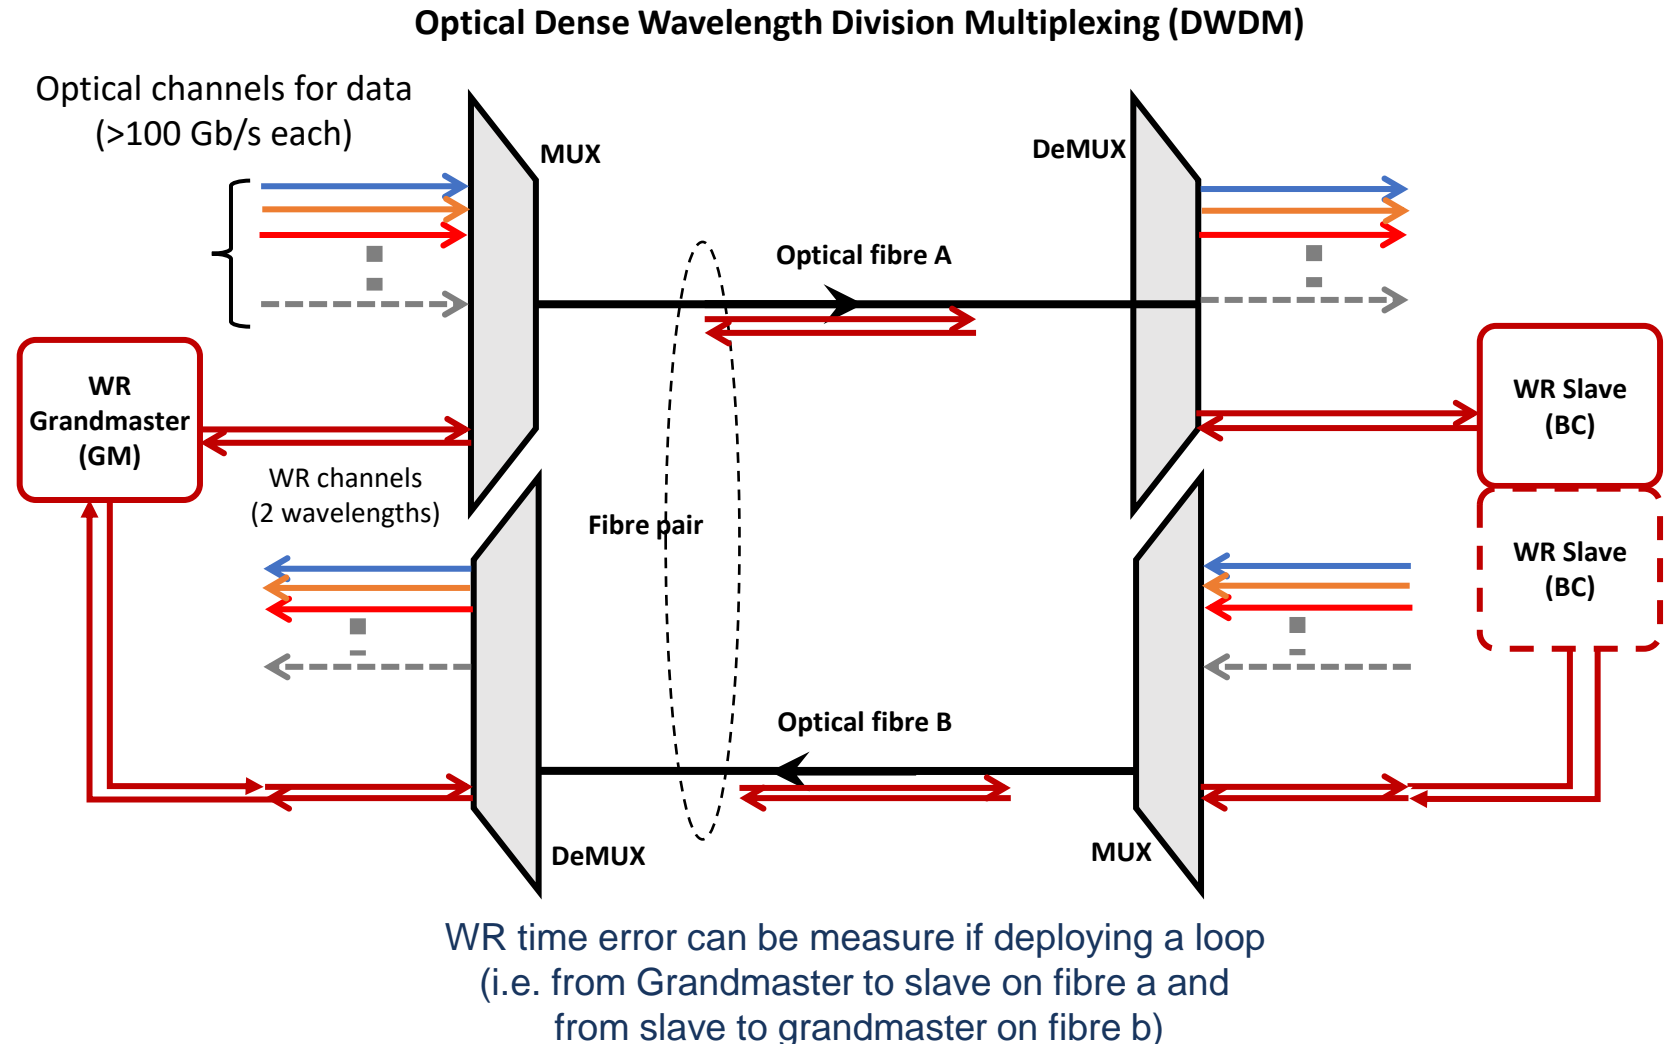 Optical Dense Wavelength Division Multiplexing (DWDM)
Optical channels for data
(>100 Gb/s each)
MUX
DeMUX
Optical fibre A
WR
Grandmaster
(GM)
WR Slave
(BC)
WR channels
(2 wavelengths)
Fibre pair
WR Slave
(BC)
Optical fibre B
DeMUX
MUX
WR time error can be measure if deploying a loop
(i.e. from Grandmaster to slave on fibre a and
from slave to grandmaster on fibre b)